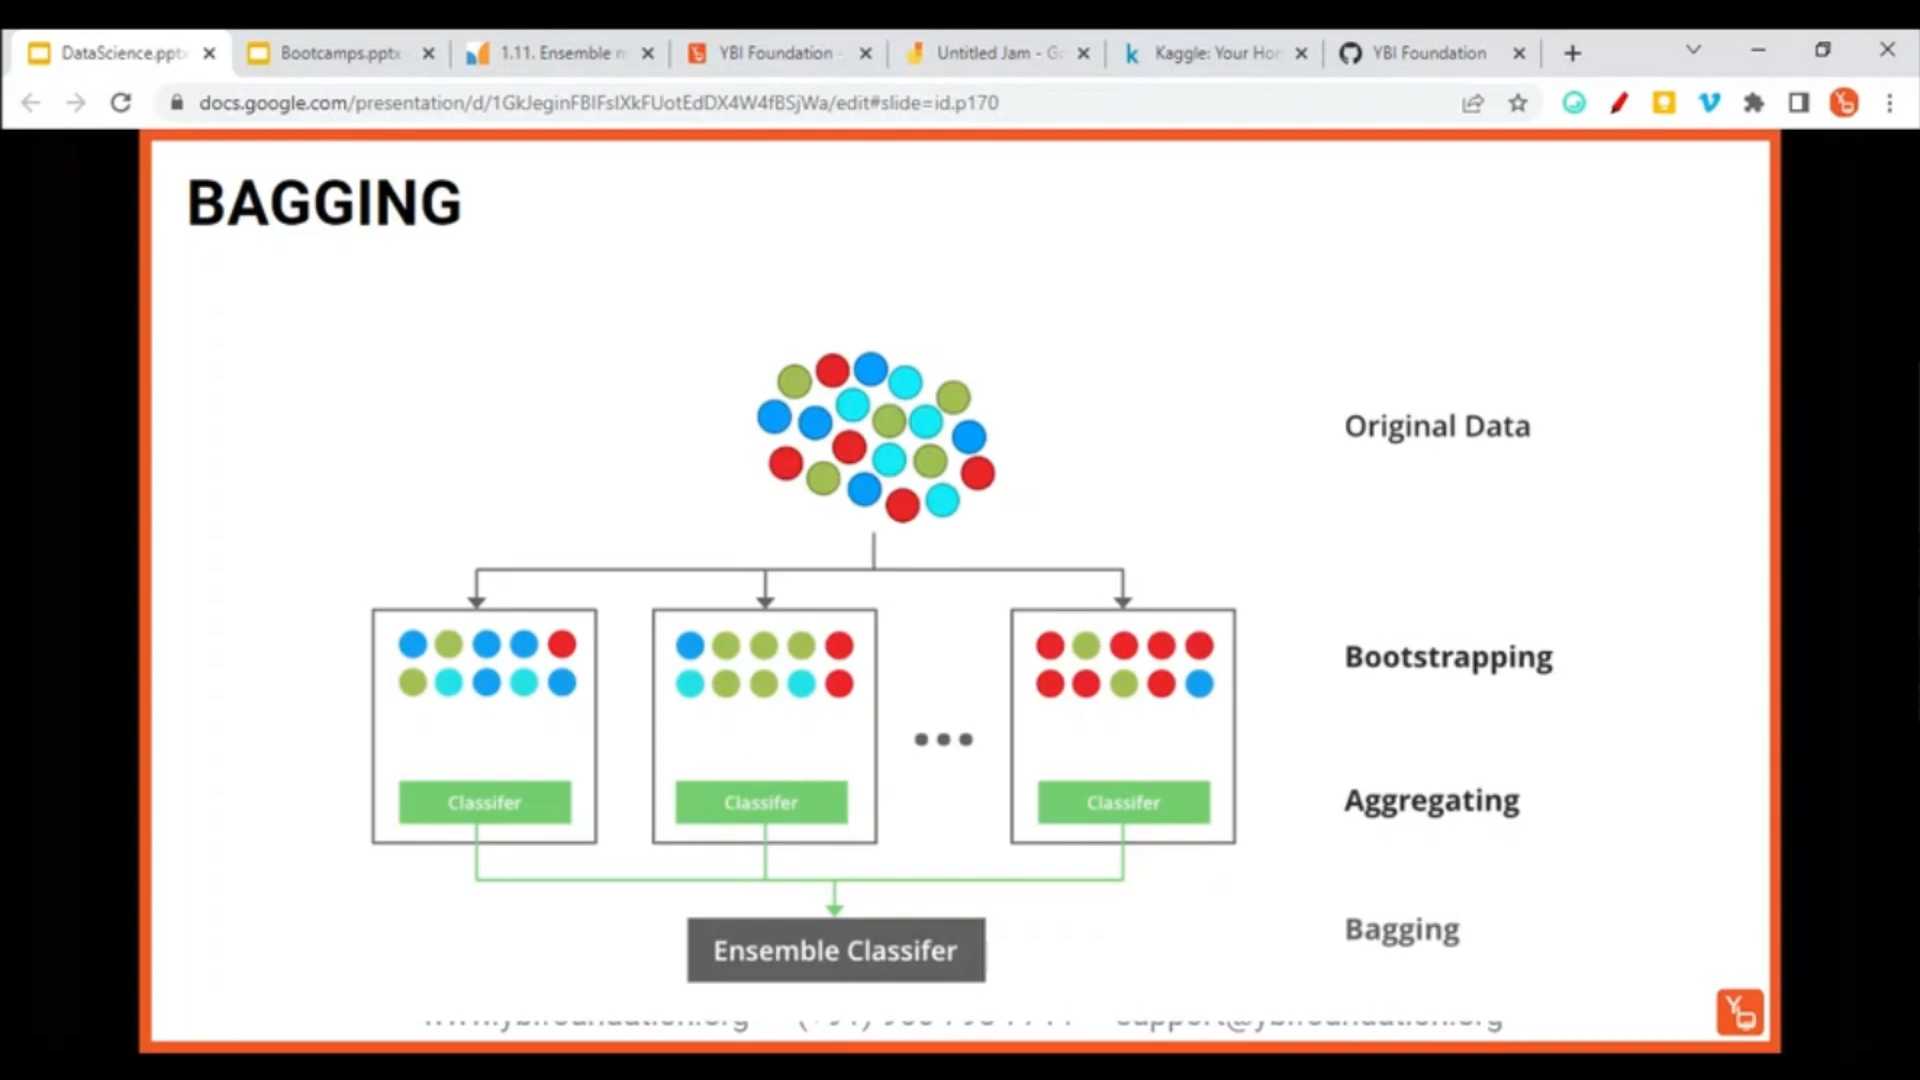 DataScience.pptx
Bootcamps.pptx
1.11. Ensemble m
YBI Foundation -
Untitled Jam - Go
Kaggle: Your Hor
YBI Foundation
docs.google.com/presentation/d/1GkJeginFBIFsIXkFUotEdDX4W4fBSjWa/edit#slide=id.p170
BAGGING
Original Data
Bootstrapping
Classifer
Classifer
Classifer
Aggregating
Ensemble Classifer
Bagging